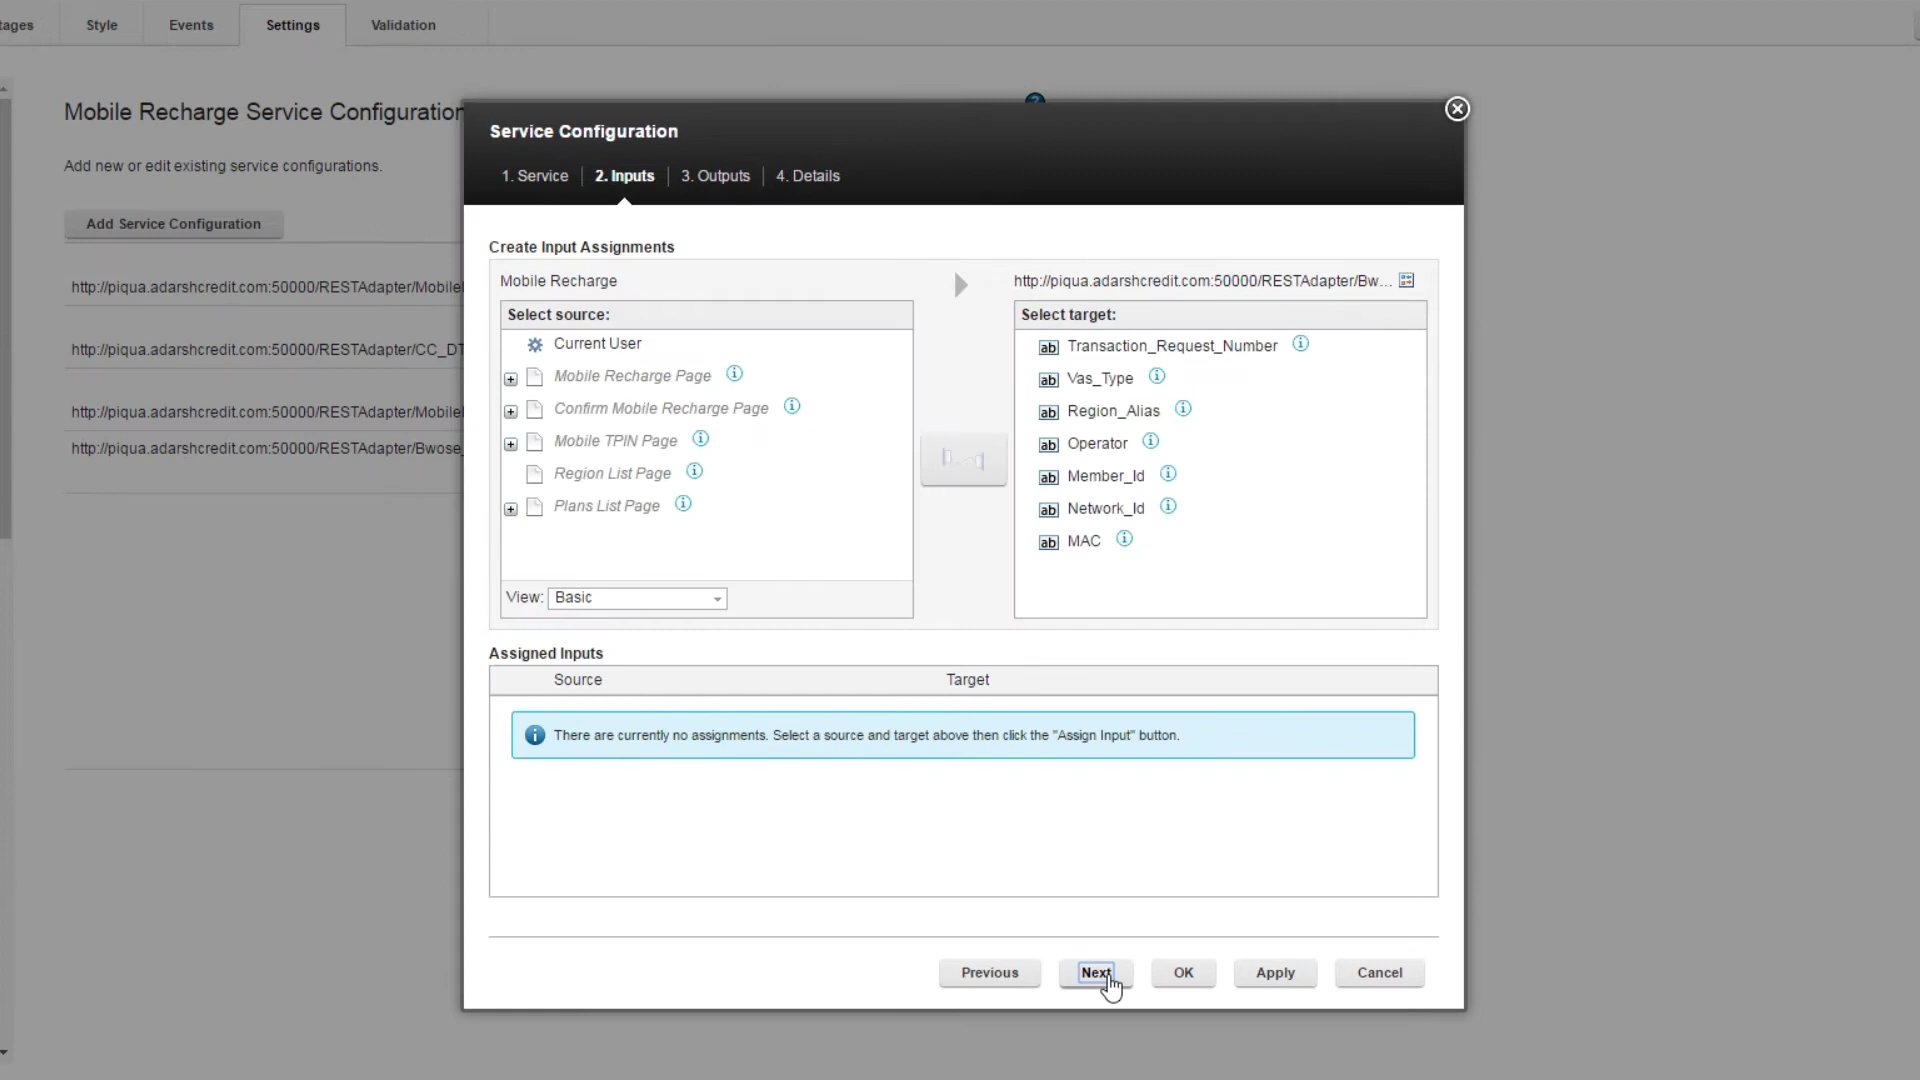 tages
Style
Events
Settings
Validation
Mobile Recharge Service Configuration
Add new or edit existing service configurations.
Add Service Configuration
http://piqua.adarshcredit.com:50000/RESTAdapter/Mobile
http://piqua.adarshcredit.com:50000/RESTAdapter/CC_DT
http://piqua.adarshcredit.com:50000/RESTAdapter/Mobile
http://piqua.adarshcredit.com:50000/RESTAdapter/Bwose_
Service Configuration
1. Service
2. Inputs
3. Outputs
4. Details
Create Input Assignments
Mobile Recharge
http://piqua.adarshcredit.com:50000/RESTAdapter/Bw...
Select source:
Current User
Mobile Recharge Page
Confirm Mobile Recharge Page
Mobile TPIN Page
Region List Page
Plans List Page
View: Basic
Select target:
ab Transaction_Request_Number
ab Vas_Type
ab Region_Alias
ab Operator
ab Member_Id
ab Network_Id
ab MAC
Assigned Inputs
Source
Target
There are currently no assignments. Select a source and target above then click the "Assign Input" button.
Previous
Next
OK
Apply
Cancel